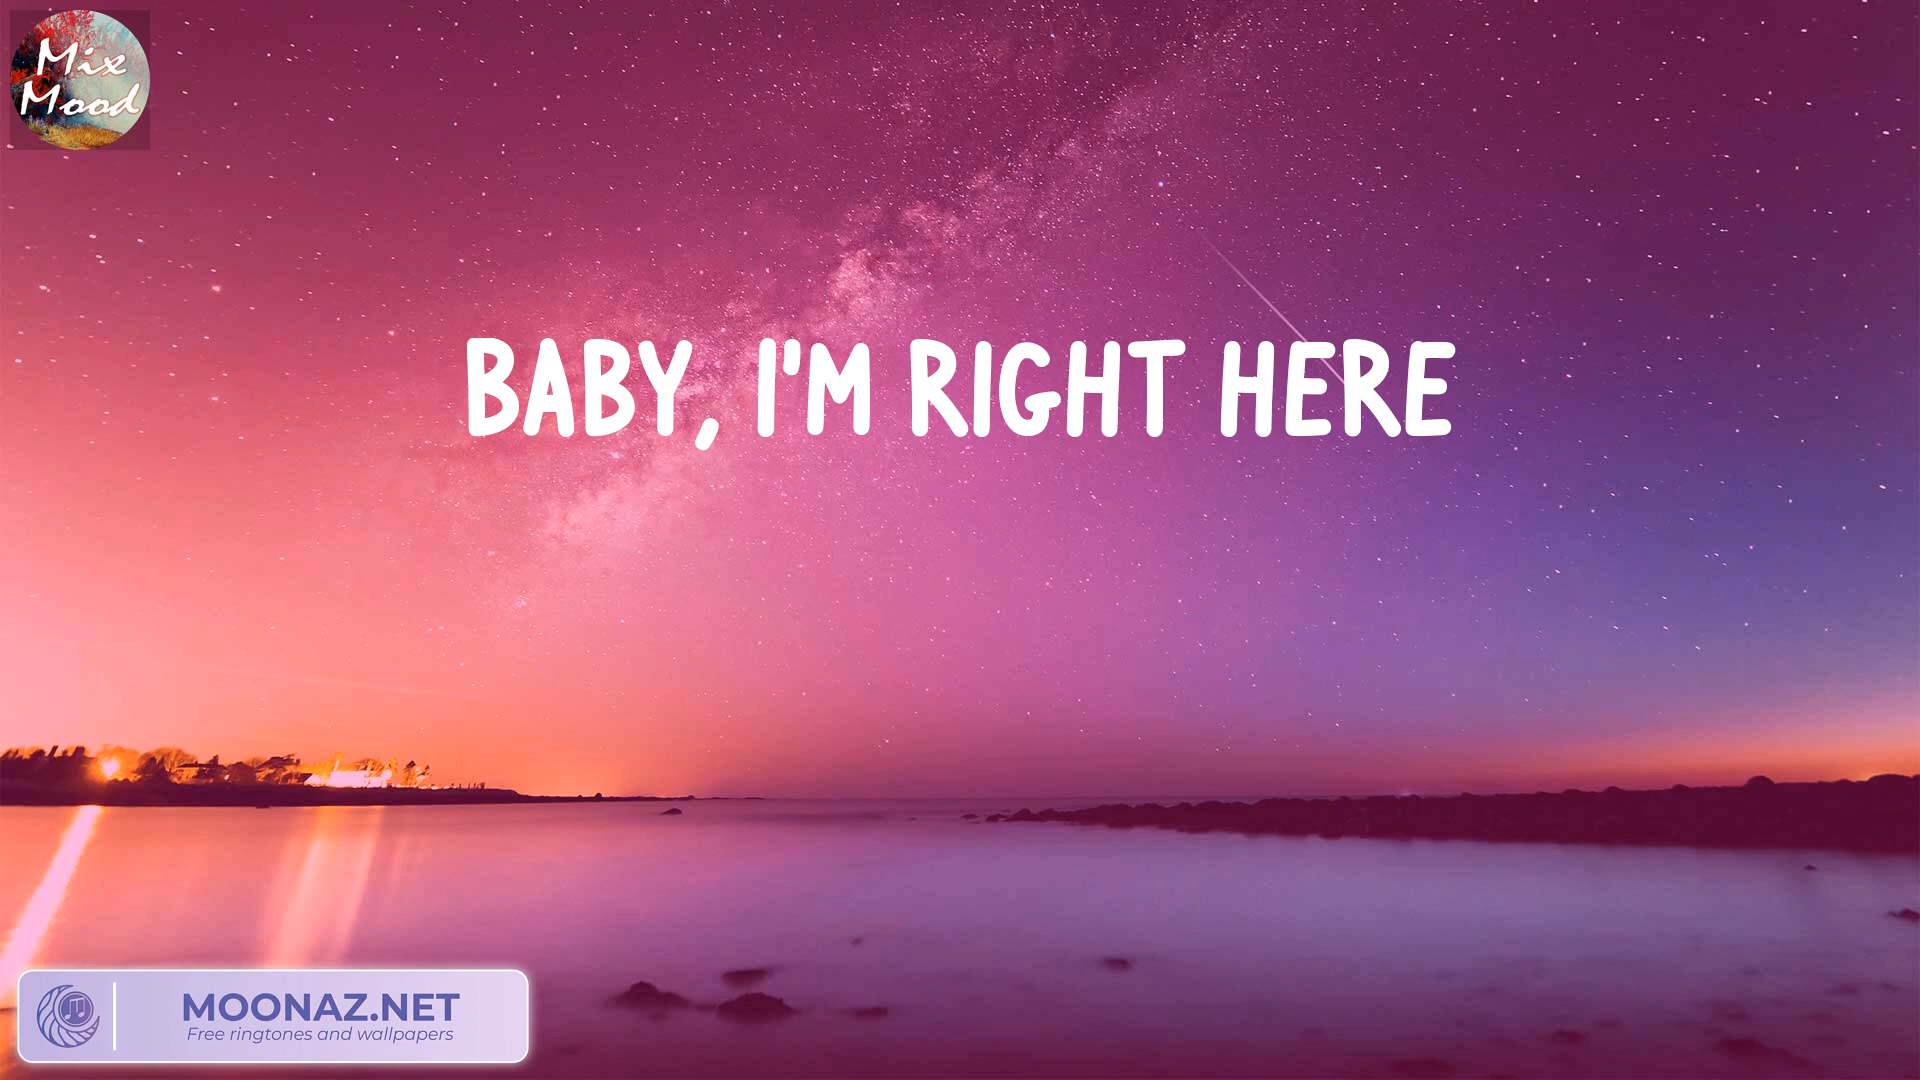 Mix
Mood
BABY, I'M RIGHT HERE
MOONAZ.NET
Free ringtones and wallpapers